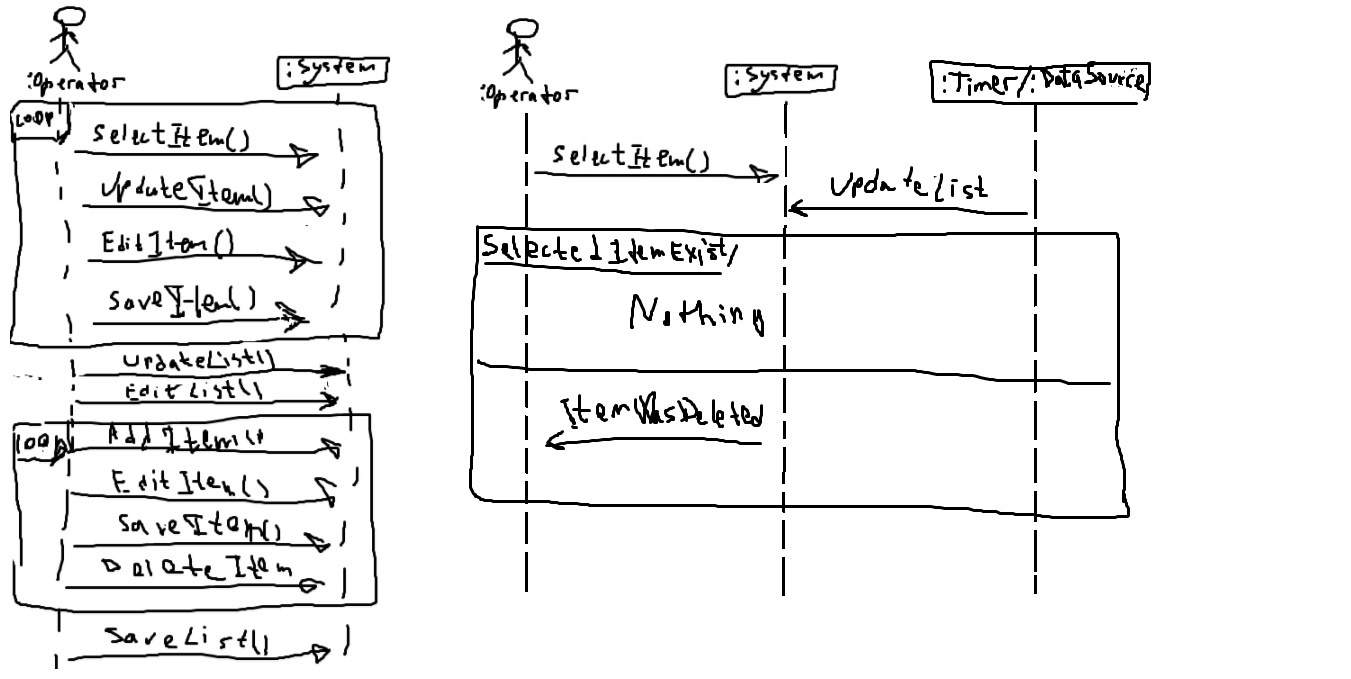 :Operator
:System
LOOP
SelectItem()
UpdateItem()
EditItem()
SaveItem()
UpdateList()
EditList()
LOOP
EditItem()
SaveItem()
DeleteItem
SaveList()
:Operator
:System
:Timer/:DataSource
SelectItem()
UpdateList
SelectedItemExist/
Nothing
ItemWasDeleted